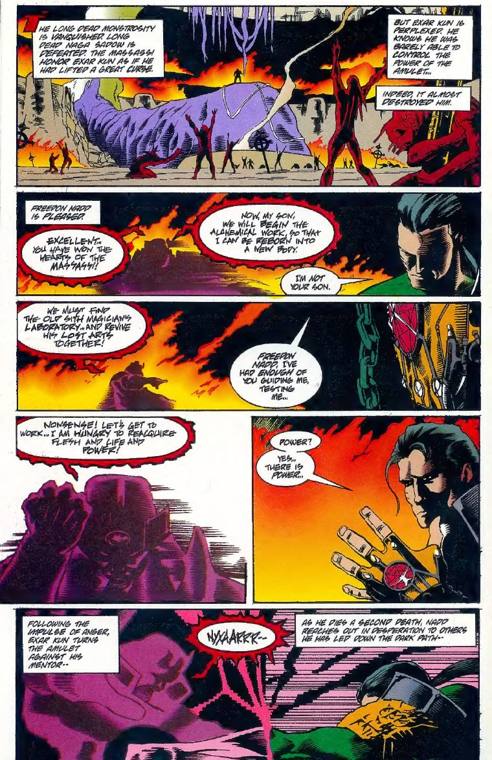 THE LONG DEAD MONSTROSITY
IS VANQUISHED. LONG
DEAD NAGA SADOW IS
DEFEATED. THE MASSASSI
HONOR EXAR KUN AS IF HE
HAD LIFTED A GREAT CURSE.
BUT EXAR KUN IS
PERPLEXED. HE
KNOWS HE WAS
BARELY ABLE TO
CONTROL THE
POWER OF THE
AMULET...
INDEED, IT ALMOST
DESTROYED HIM.
FREEDON NADD
IS PLEASED
EXCELLENT.
YOU HAVE WON THE
HEARTS OF THE
MASSASSI!
NOW, MY SON,
WE WILL BEGIN THE
ALCHEMICAL WORK, SO THAT
I CAN BE REBORN INTO
A NEW BODY.
I'M NOT
YOUR SON.
WE MUST FIND
THE OLD SITH MAGICIAN'S
LABORATORY...AND REVIVE
HIS LOST ARTS
TOGETHER!
FREEDON
NADD, I'VE
HAD ENOUGH OF
YOU GUIDING ME,
TESTING
ME...
NONSENSE! LET'S GET TO
WORK... I AM HUNGRY TO REACQUIRE
FLESH AND LIFE AND
POWER!
POWER?
YES...
THERE IS
POWER...
FOLLOWING THE
IMPULSE OF ANGER,
EXAR KUN TURNS
THE AMULET
AGAINST HIS
MENTOR--
NYAARRR--
AS HE DIES A SECOND DEATH, NADD
REACHES OUT IN DESPERATION TO OTHERS
HE HAS LED DOWN THE DARK PATH--